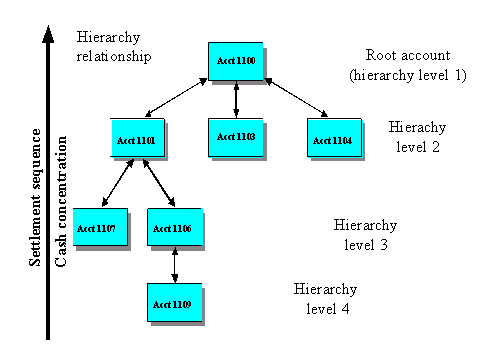 Hierarchy
relationship
Acct 1100
Root account
(hierarchy level 1)
Acct 1101
Acct 1103
Acct 1104
Hierachy
level 2
Settlement sequence
Cash concentration
Acct 1107
Acct 1106
Hierarchy
level 3
Acct 1109
Hierarchy
level 4